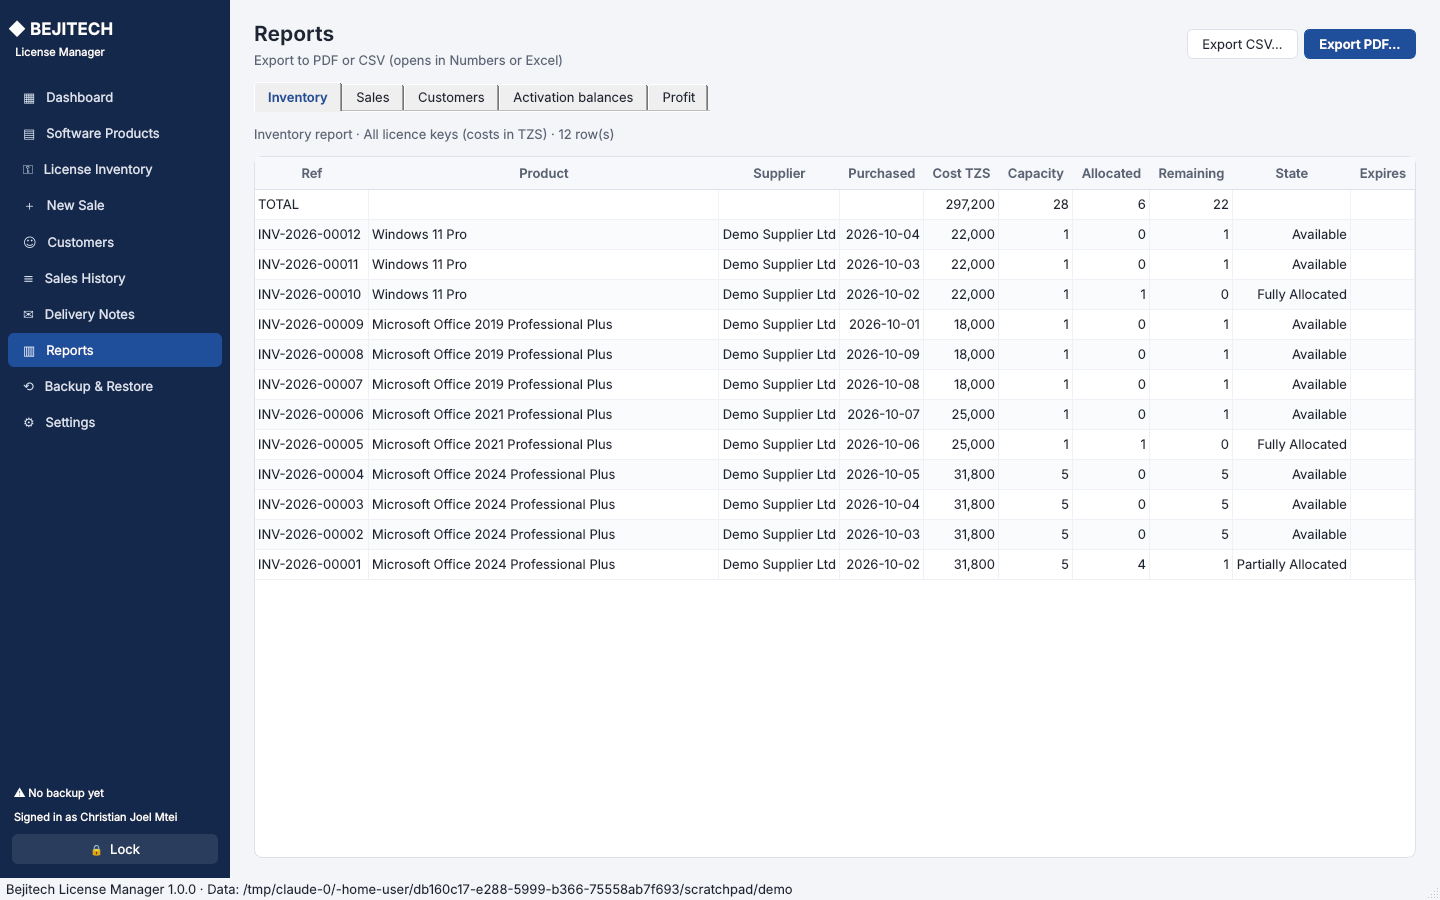 ◆ BEJITECH
License Manager
Dashboard
Software Products
License Inventory
+ New Sale
Customers
Sales History
Delivery Notes
Reports
Backup & Restore
Settings
⚠ No backup yet
Signed in as Christian Joel Mtei
🔒 Lock
Reports
Export to PDF or CSV (opens in Numbers or Excel)
Export CSV... Export PDF...
Inventory Sales Customers Activation balances Profit
Inventory report · All licence keys (costs in TZS) · 12 row(s)
Ref Product Supplier Purchased Cost TZS Capacity Allocated Remaining State Expires
TOTAL 297,200 28 6 22
INV-2026-00012 Windows 11 Pro Demo Supplier Ltd 2026-10-04 22,000 1 0 1 Available
INV-2026-00011 Windows 11 Pro Demo Supplier Ltd 2026-10-03 22,000 1 0 1 Available
INV-2026-00010 Windows 11 Pro Demo Supplier Ltd 2026-10-02 22,000 1 1 0 Fully Allocated
INV-2026-00009 Microsoft Office 2019 Professional Plus Demo Supplier Ltd 2026-10-01 18,000 1 0 1 Available
INV-2026-00008 Microsoft Office 2019 Professional Plus Demo Supplier Ltd 2026-10-09 18,000 1 0 1 Available
INV-2026-00007 Microsoft Office 2019 Professional Plus Demo Supplier Ltd 2026-10-08 18,000 1 0 1 Available
INV-2026-00006 Microsoft Office 2021 Professional Plus Demo Supplier Ltd 2026-10-07 25,000 1 0 1 Available
INV-2026-00005 Microsoft Office 2021 Professional Plus Demo Supplier Ltd 2026-10-06 25,000 1 1 0 Fully Allocated
INV-2026-00004 Microsoft Office 2024 Professional Plus Demo Supplier Ltd 2026-10-05 31,800 5 0 5 Available
INV-2026-00003 Microsoft Office 2024 Professional Plus Demo Supplier Ltd 2026-10-04 31,800 5 0 5 Available
INV-2026-00002 Microsoft Office 2024 Professional Plus Demo Supplier Ltd 2026-10-03 31,800 5 0 5 Available
INV-2026-00001 Microsoft Office 2024 Professional Plus Demo Supplier Ltd 2026-10-02 31,800 5 4 1 Partially Allocated
Bejitech License Manager 1.0.0 · Data: /tmp/claude-0/-home-user/db160c17-e288-5999-b366-75558ab7f693/scratchpad/demo